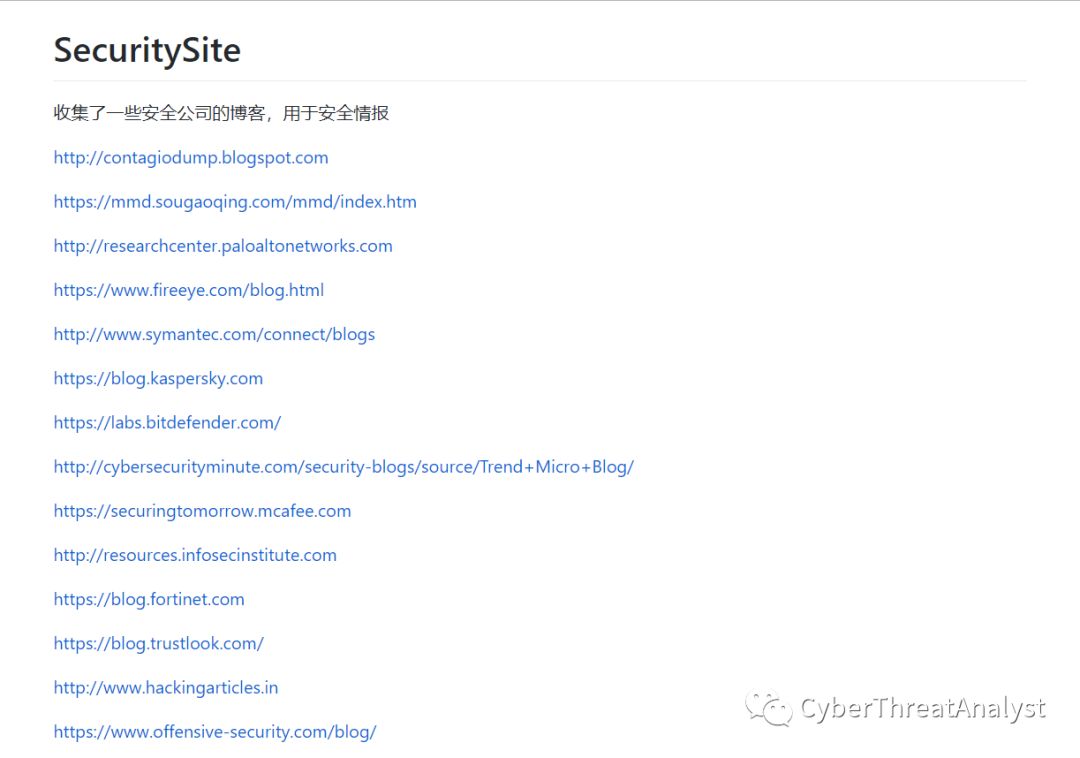 SecuritySite
收集了一些安全公司的博客，用于安全情报
http://contagiodump.blogspot.com
https://mmd.sougaoqing.com/mmd/index.htm
http://researchcenter.paloaltonetworks.com
https://www.fireeye.com/blog.html
http://www.symantec.com/connect/blogs
https://blog.kaspersky.com
https://labs.bitdefender.com/
http://cybersecurityminute.com/security-blogs/source/Trend+Micro+Blog/
https://securingtomorrow.mcafee.com
http://resources.infosecinstitute.com
https://blog.fortinet.com
https://blog.trustlook.com/
http://www.hackingarticles.in
https://www.offensive-security.com/blog/
CyberThreatAnalyst